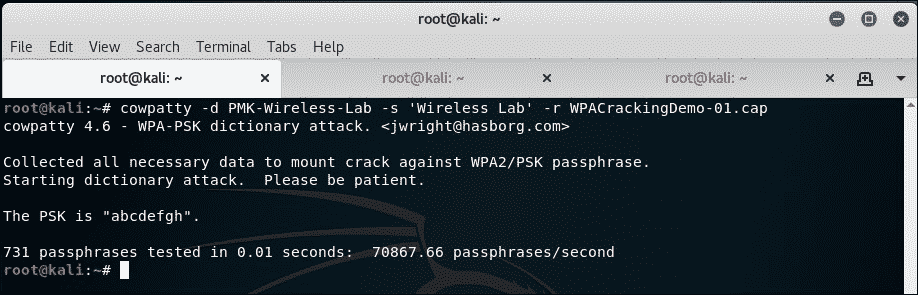 root@kali: ~
File Edit View Search Terminal Tabs Help
root@kali: ~ × root@kali: ~ × root@kali: ~ ×
root@kali:~# cowpatty -d PMK-Wireless-Lab -s 'Wireless Lab' -r WPACrackingDemo-01.cap
cowpatty 4.6 - WPA-PSK dictionary attack. <jwright@hasborg.com>
Collected all necessary data to mount crack against WPA2/PSK passphrase.
Starting dictionary attack.  Please be patient.
The PSK is "abcdefgh".
731 passphrases tested in 0.01 seconds:  70867.66 passphrases/second
root@kali:~#